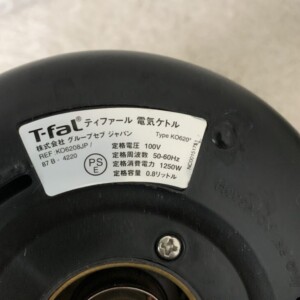 T-fal ティファール 電気ケトル
株式会社 グループセブ ジャパン Type KO620*
REF :KO6208JP /
87 B - 4220
PS
E
定格電圧 : 100V
定格周波数 : 50-60Hz
定格消費電力 : 1250W
定格容量 : 0.8リットル